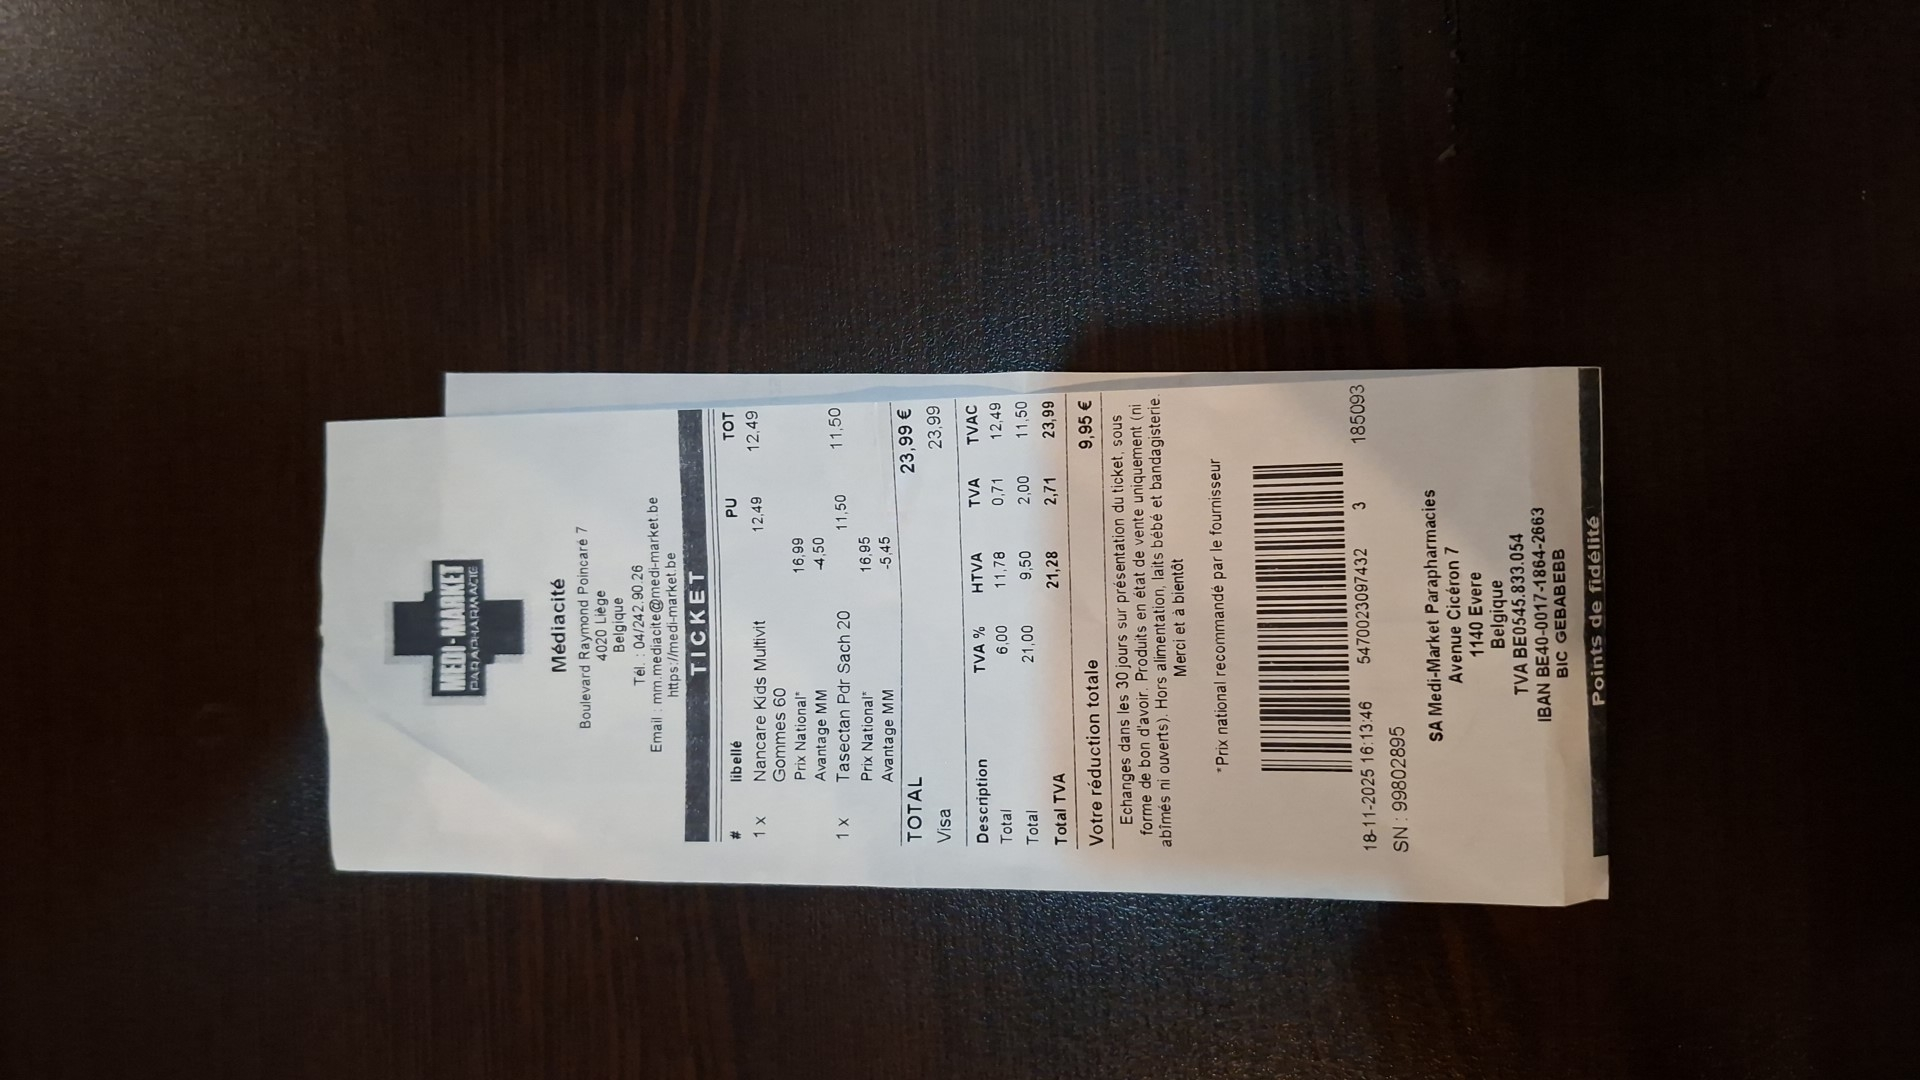 MEDI-MARKET
PARAPHARMACIE
Médiacité
Boulevard Raymond Poincaré 7
4020 Liège
Belgique
Tél. : 04/242.90.26
Email : mm.mediacite@medi-market.be
https://medi-market.be
TICKET
# libellé PU TOT
1 x Nancare Kids Multivit 12,49 12,49
Gommes 60
Prix National* 16,99
Avantage MM -4,50
1 x Tasectan Pdr Sach 20 11,50 11,50
Prix National* 16,95
Avantage MM -5,45
TOTAL 23,99 €
Visa 23,99
Description TVA % HTVA TVA TVAC
Total 6,00 11,78 0,71 12,49
Total 21,00 9,50 2,00 11,50
Total TVA 21,28 2,71 23,99
Votre réduction totale 9,95 €
Echanges dans les 30 jours sur présentation du ticket, sous
forme de bon d'avoir. Produits en état de vente uniquement (ni
abîmés ni ouverts). Hors alimentation, laits bébé et bandagisterie.
Merci et à bientôt
*Prix national recommandé par le fournisseur
18-11-2025 16:13:46 5470023097432 3 185093
SN : 99802895
SA Medi-Market Parapharmacies
Avenue Cicéron 7
1140 Evere
Belgique
TVA BE0545.833.054
IBAN BE40-0017-1864-2663
BIC GEBABEBB
Points de fidélité